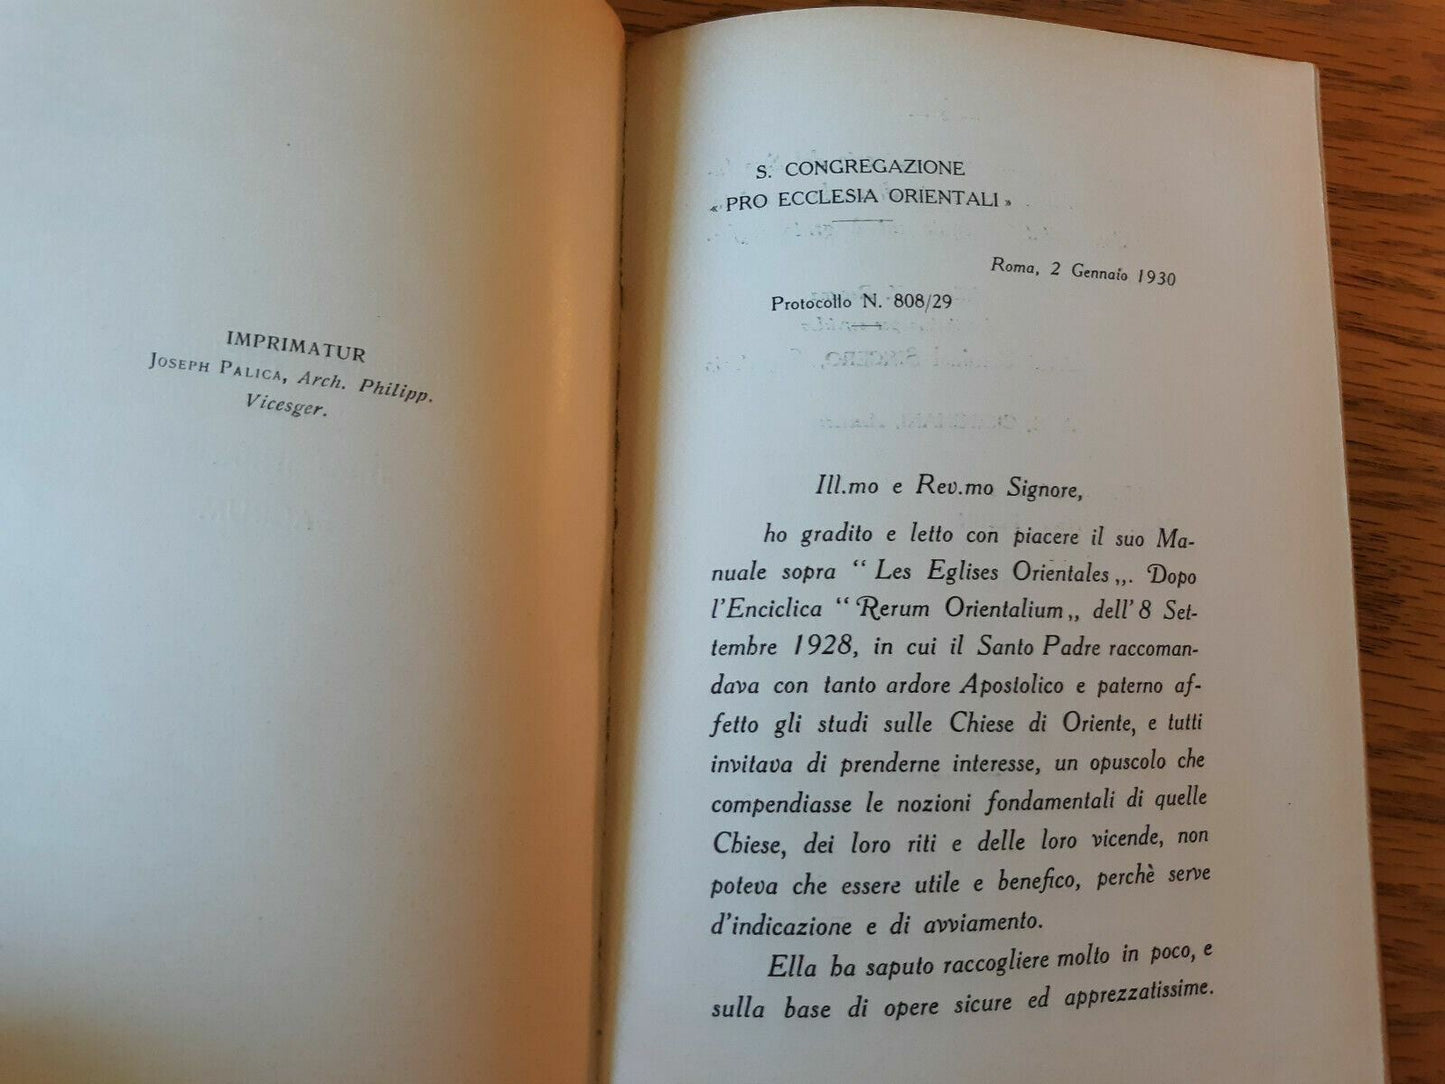 IMPRIMATUR
Joseph Palica, Arch. Philipp.
Vicesger.
S. CONGREGAZIONE
« PRO ECCLESIA ORIENTALI »
Roma, 2 Gennaio 1930
Protocollo N. 808/29
Ill.mo e Rev.mo Signore,
ho gradito e letto con piacere il suo Ma-
nuale sopra “ Les Eglises Orientales „. Dopo
l'Enciclica “ Rerum Orientalium „ dell' 8 Set-
tembre 1928, in cui il Santo Padre raccoman-
dava con tanto ardore Apostolico e paterno af-
fetto gli studi sulle Chiese di Oriente, e tutti
invitava di prenderne interesse, un opuscolo che
compendiasse le nozioni fondamentali di quelle
Chiese, dei loro riti e delle loro vicende, non
poteva che essere utile e benefico, perchè serve
d'indicazione e di avviamento.
Ella ha saputo raccogliere molto in poco, e
sulla base di opere sicure ed apprezzatissime.